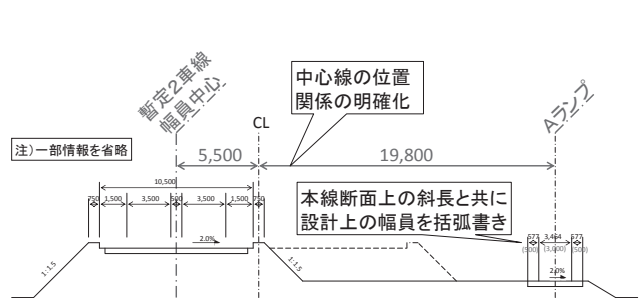 暫定2車線
幅員中心
中心線の位置
関係の明確化
Aランプ
CL
注)一部情報を省略
5,500
19,800
10,500
750 1,500 3,500 500 3,500 1,500 750
本線断面上の斜長と共に
設計上の幅員を括弧書き
577 3,464 577
(500) (3,000) (500)
2.0%
2.0%
1:1.5
1:1.5